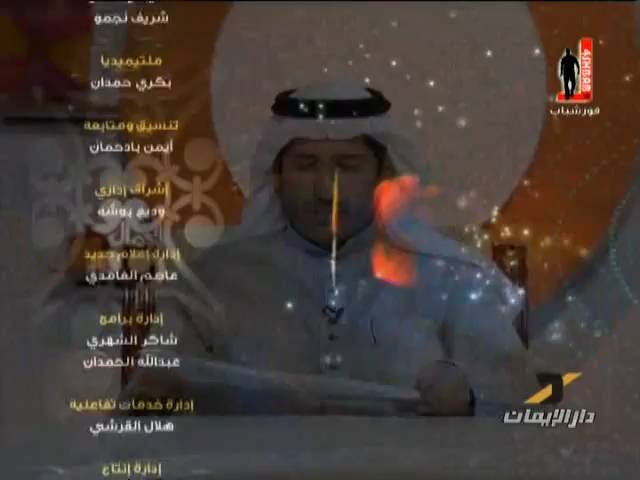 شريف نجمو
ملتيميديا
بكري حمدان
تنسيق ومتابعة
أيمن بادحمان
إشراف إداري
وديع بوشه
إدارة إعلام جديد
عاصم الغامدي
إدارة برامج
شاكر الشهري
عبدالله الحمدان
إدارة خدمات تفاعلية
هلال القرشي
إدارة إنتاج
4SHBAB
فورشباب
دار الإيمان